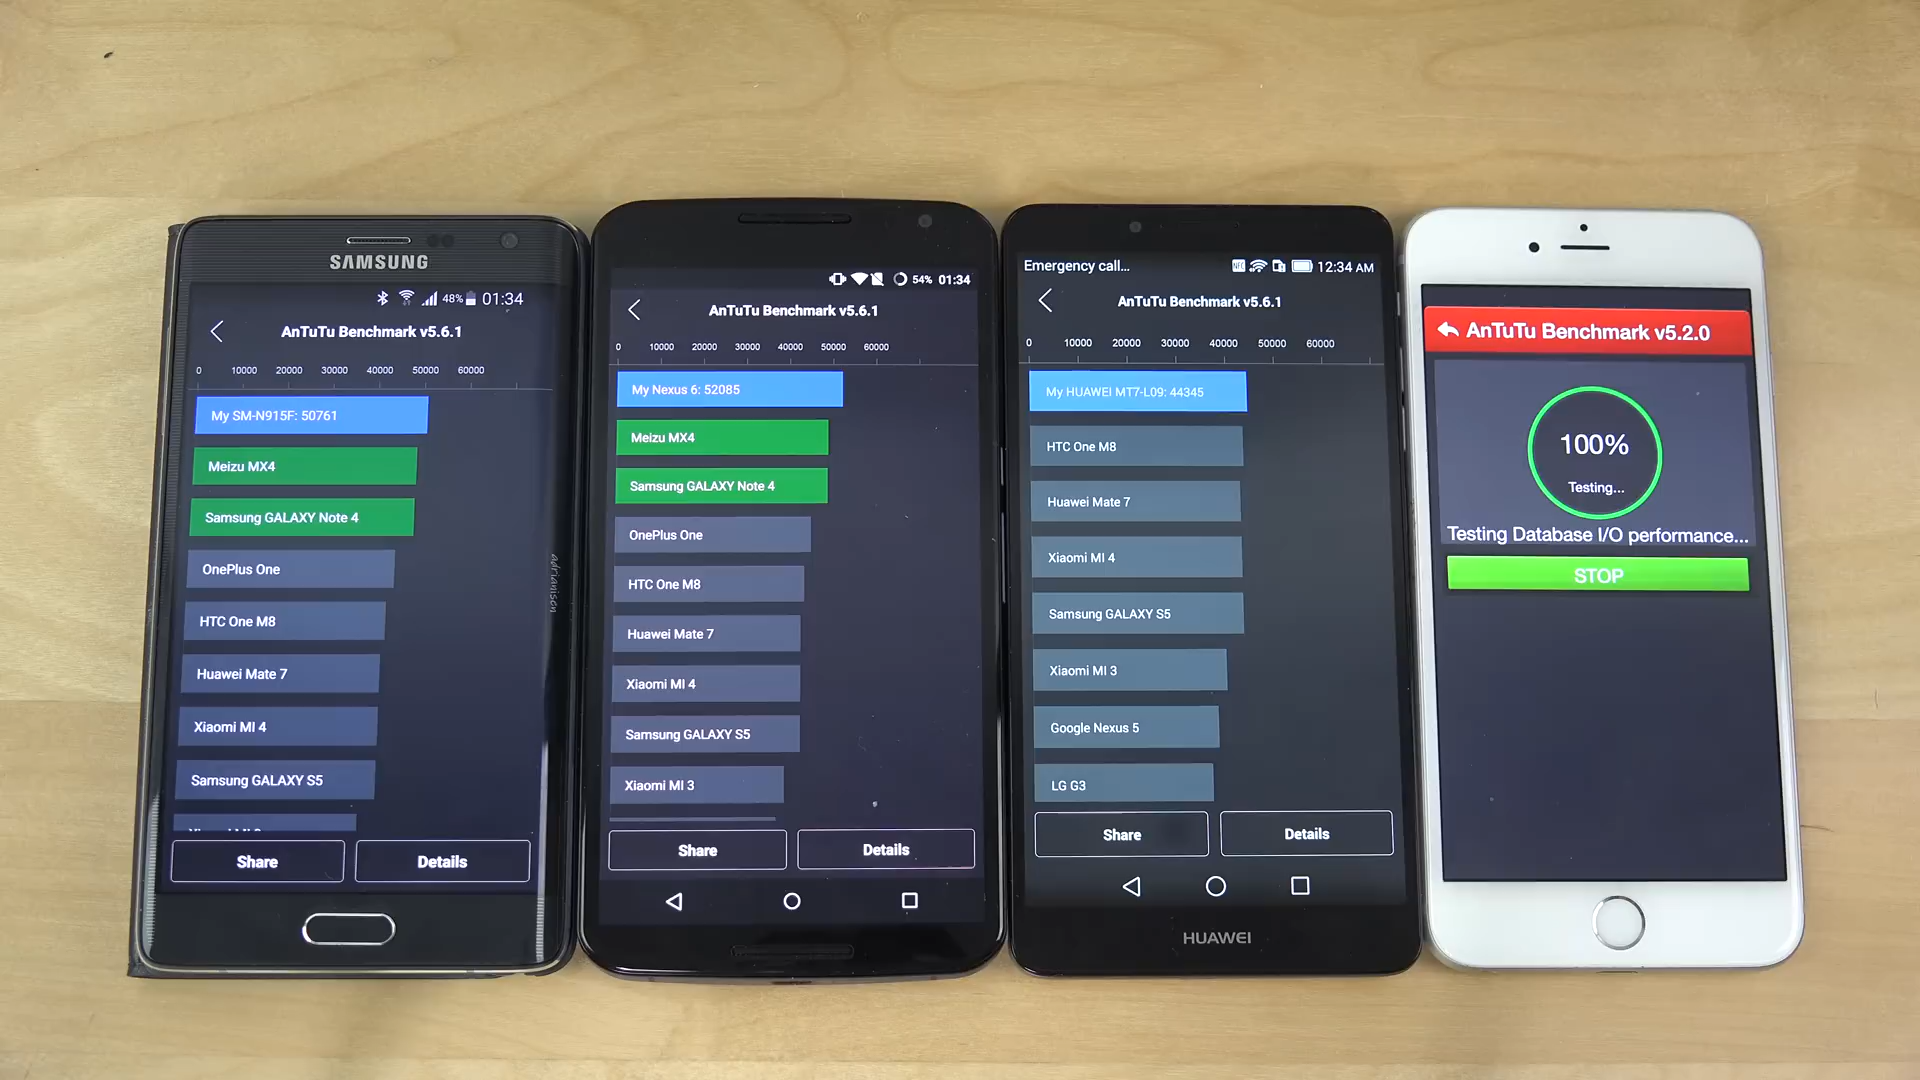 SAMSUNG
48% 01:34
AnTuTu Benchmark v5.6.1
0 10000 20000 30000 40000 50000 60000
My SM-N915F: 50761
Meizu MX4
Samsung GALAXY Note 4
OnePlus One
HTC One M8
Huawei Mate 7
Xiaomi MI 4
Samsung GALAXY S5
Share Details
adrianisen
54% 01:34
AnTuTu Benchmark v5.6.1
0 10000 20000 30000 40000 50000 60000
My Nexus 6: 52085
Meizu MX4
Samsung GALAXY Note 4
OnePlus One
HTC One M8
Huawei Mate 7
Xiaomi MI 4
Samsung GALAXY S5
Xiaomi MI 3
Share Details
Emergency call... NFC 12:34 AM
AnTuTu Benchmark v5.6.1
0 10000 20000 30000 40000 50000 60000
My HUAWEI MT7-L09: 44345
HTC One M8
Huawei Mate 7
Xiaomi MI 4
Samsung GALAXY S5
Xiaomi MI 3
Google Nexus 5
LG G3
Share Details
HUAWEI
AnTuTu Benchmark v5.2.0
100%
Testing...
Testing Database I/O performance...
STOP